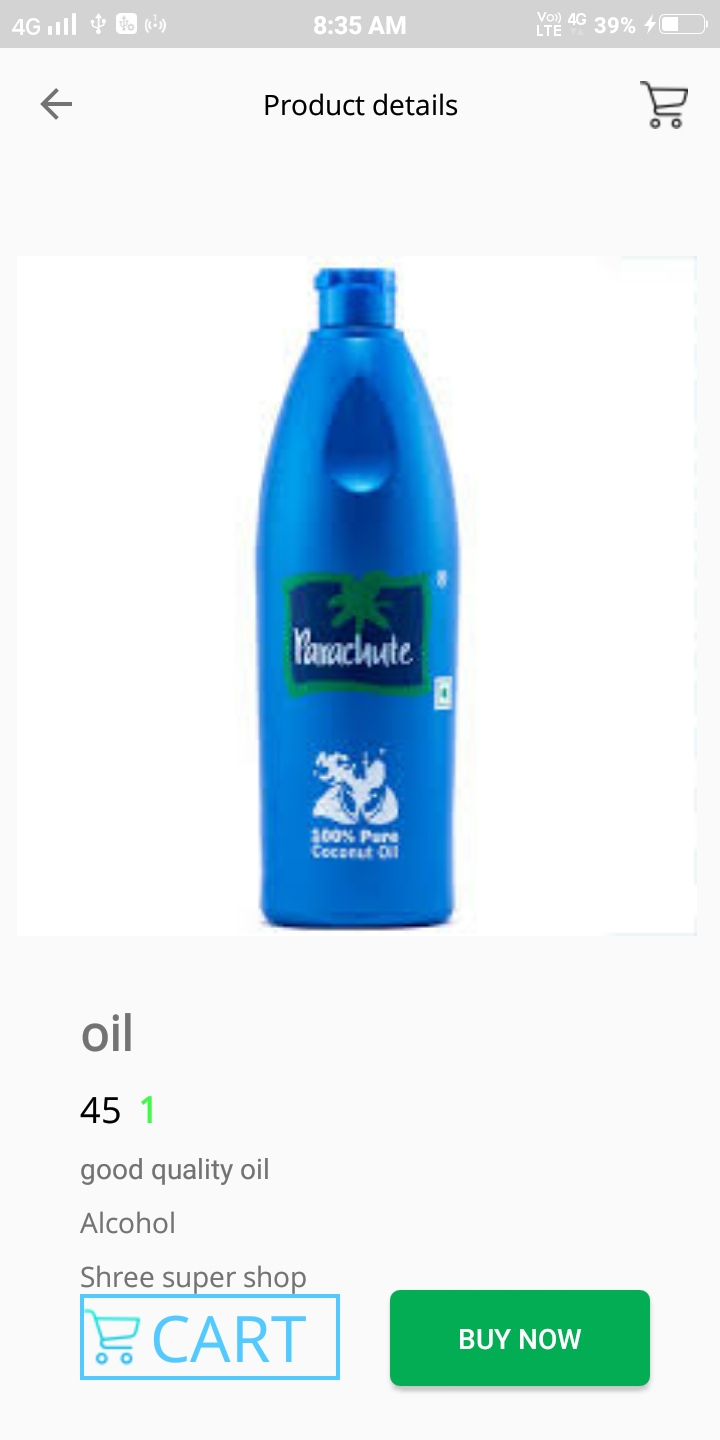 4G 8:35 AM Vo)) LTE 4G 39%
Product details
Parachute
®
100% Pure
Coconut Oil
oil
45 1
good quality oil
Alcohol
Shree super shop
CART
BUY NOW